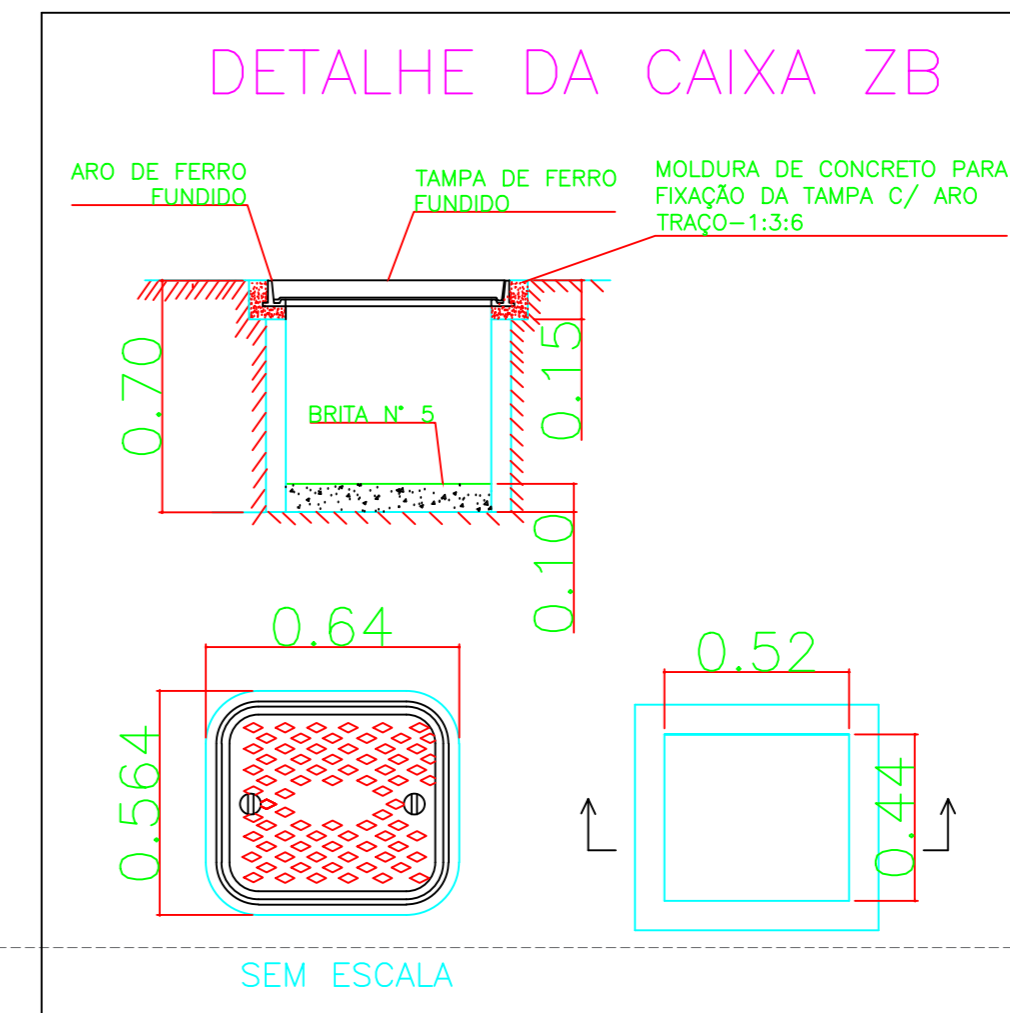 DETALHE DA CAIXA ZB
ARO DE FERRO
FUNDIDO
TAMPA DE FERRO
FUNDIDO
MOLDURA DE CONCRETO PARA
FIXAÇÃO DA TAMPA C/ ARO
TRAÇO-1:3:6
0.70
0.15
BRITA N° 5
0.10
0.64
0.52
0.564
0.44
SEM ESCALA